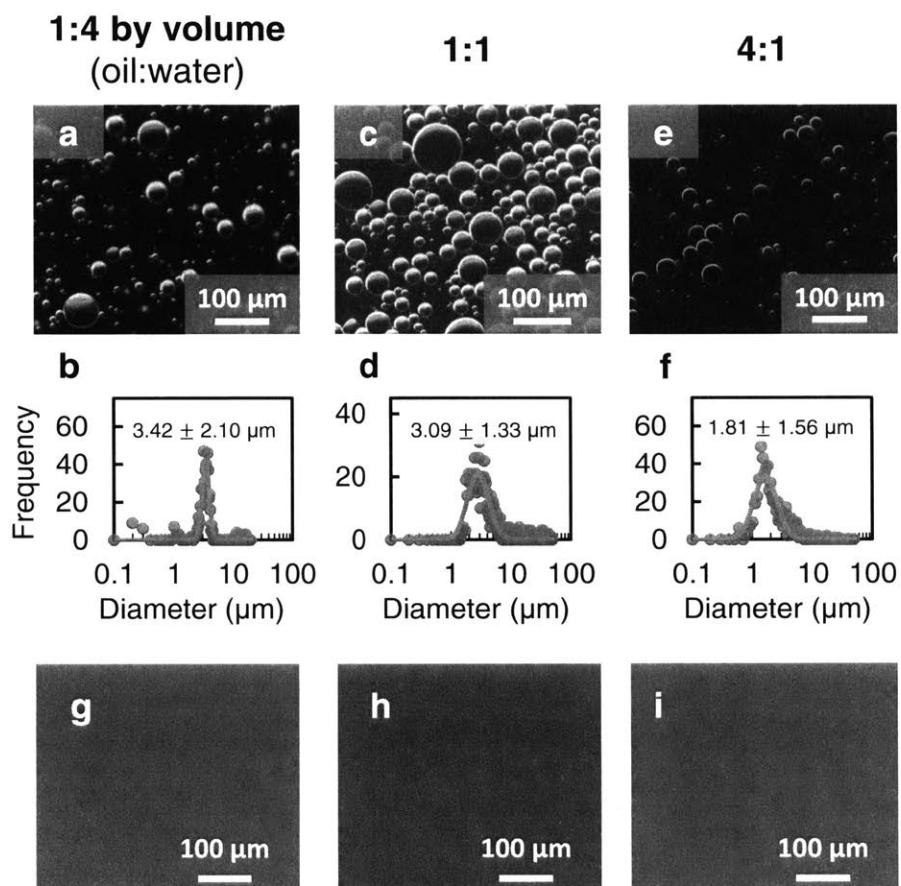 1:4 by volume
(oil:water)
1:1
4:1
a
100 µm
c
100 µm
e
100 µm
b
d
f
Frequency
60
40
20
0
3.42 ± 2.10 µm
0.1 1 10 100
Diameter (µm)
40
20
0
3.09 ± 1.33 µm
0.1 1 10 100
Diameter (µm)
60
40
20
0
1.81 ± 1.56 µm
0.1 1 10 100
Diameter (µm)
g
100 µm
h
100 µm
i
100 µm